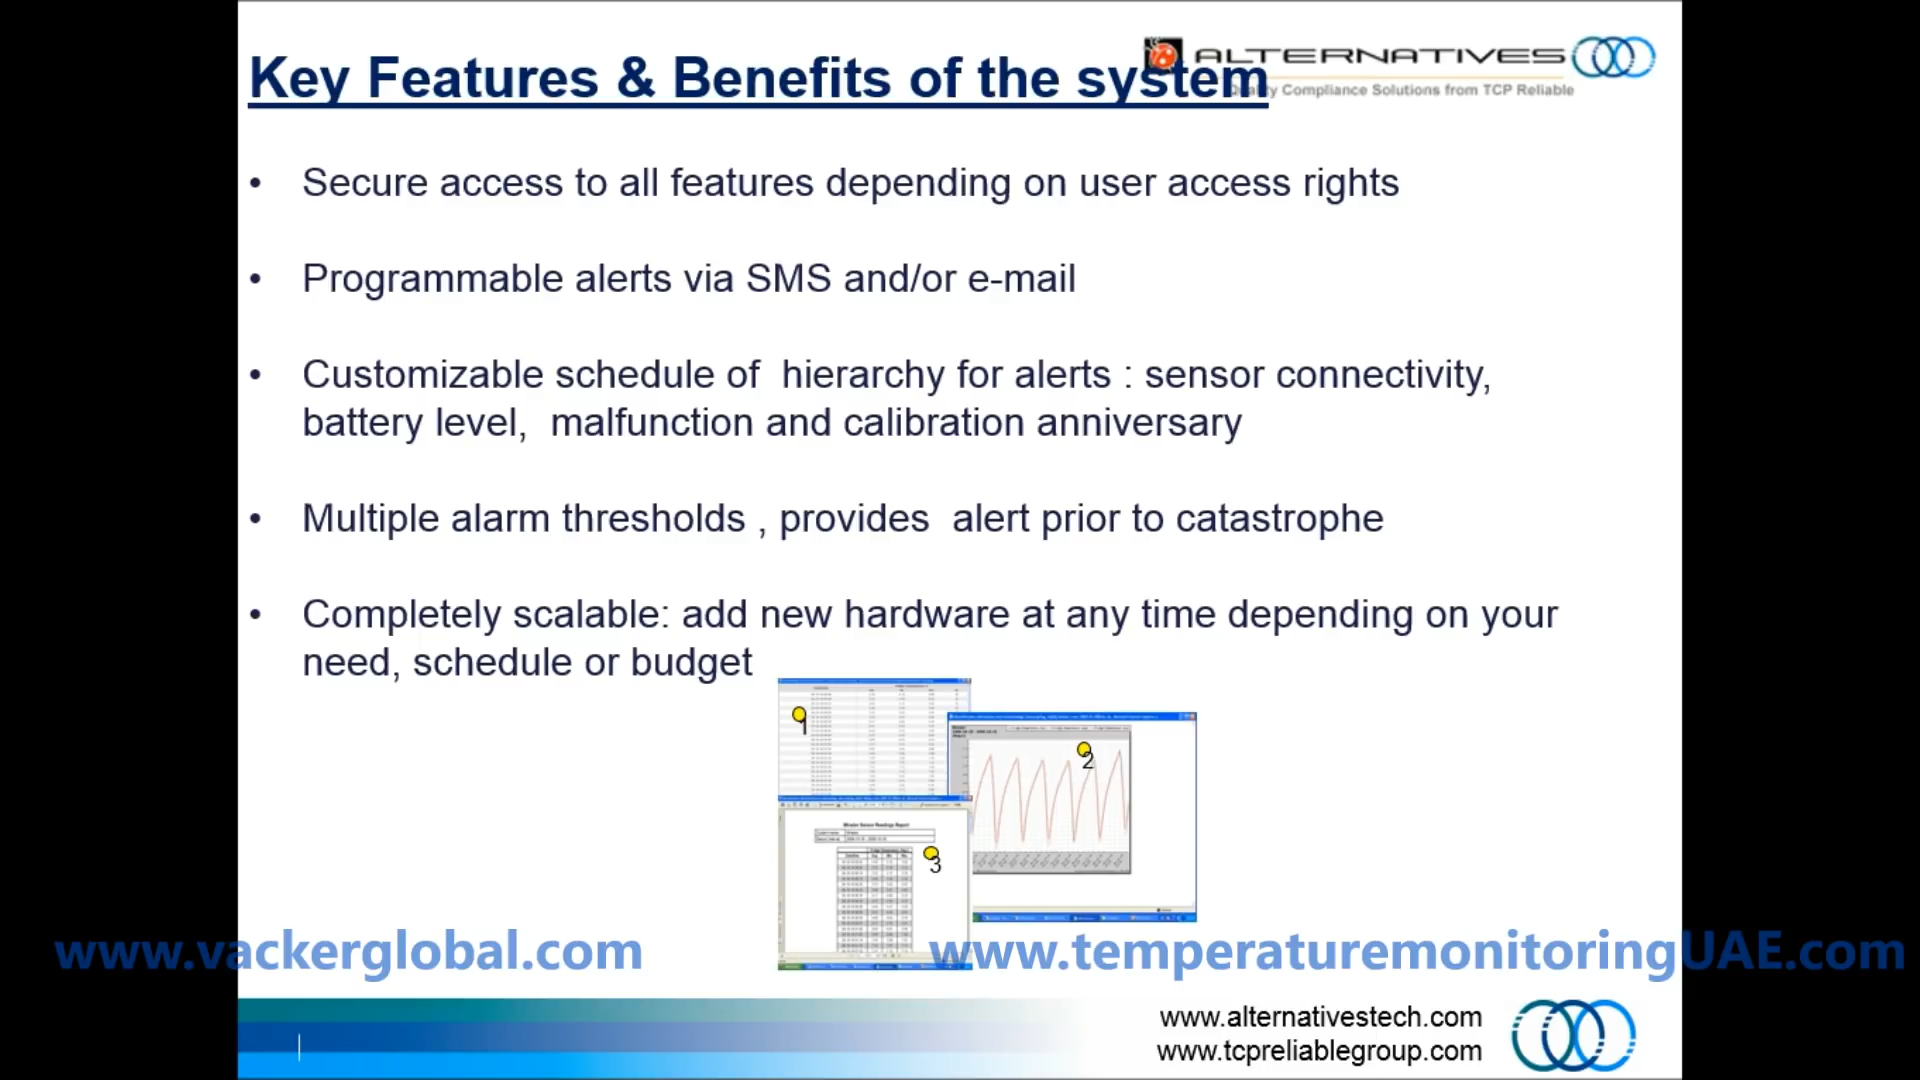 ALTERNATIVES
Key Features & Benefits of the system
Compliance Solutions from TCP Reliable
• Secure access to all features depending on user access rights
• Programmable alerts via SMS and/or e-mail
• Customizable schedule of hierarchy for alerts : sensor connectivity,
battery level, malfunction and calibration anniversary
• Multiple alarm thresholds , provides alert prior to catastrophe
• Completely scalable: add new hardware at any time depending on your
need, schedule or budget
1
2
3
www.vackerglobal.com
www.temperaturemonitoringUAE.com
www.alternativestech.com
www.tcpreliablegroup.com